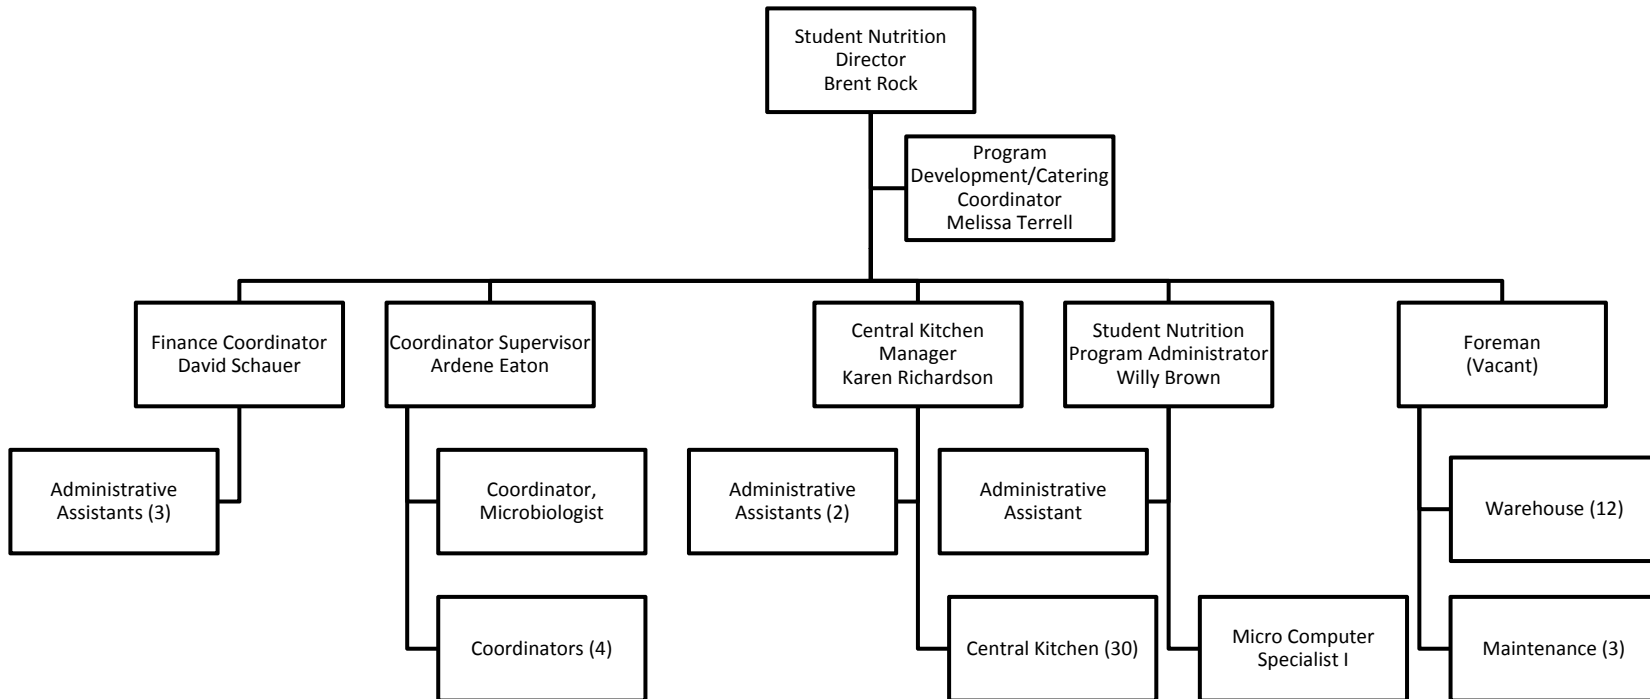 Student Nutrition
Director
Brent Rock
Program
Development/Catering
Coordinator
Melissa Terrell
Finance Coordinator
David Schauer
Coordinator Supervisor
Ardene Eaton
Central Kitchen
Manager
Karen Richardson
Student Nutrition
Program Administrator
Willy Brown
Foreman
(Vacant)
Administrative
Assistants (3)
Coordinator,
Microbiologist
Administrative
Assistants (2)
Administrative
Assistant
Warehouse (12)
Coordinators (4)
Central Kitchen (30)
Micro Computer
Specialist I
Maintenance (3)